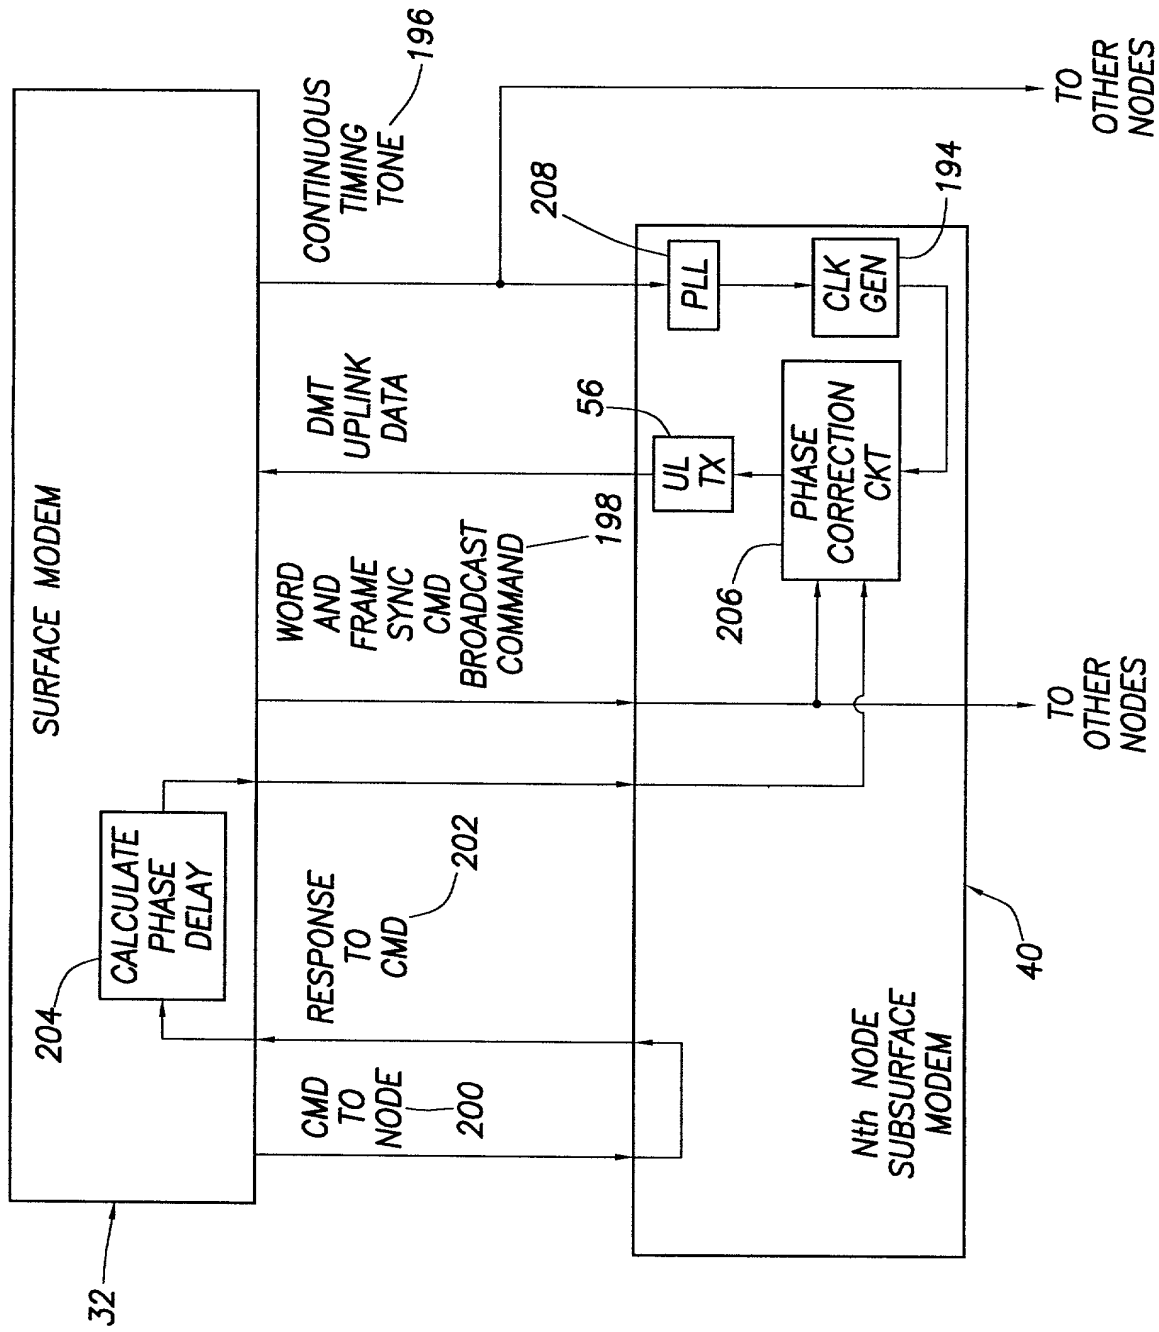 32
SURFACE MODEM
204
CALCULATE
PHASE
DELAY
CMD
TO
NODE
200
RESPONSE
TO
CMD
202
WORD
AND
FRAME
SYNC
CMD
BROADCAST
COMMAND
198
DMT
UPLINK
DATA
CONTINUOUS
TIMING
TONE
196
Nth NODE
SUBSURFACE
MODEM
40
206
PHASE
CORRECTION
CKT
56
UL
TX
208
PLL
CLK
GEN
194
TO
OTHER
NODES
TO
OTHER
NODES